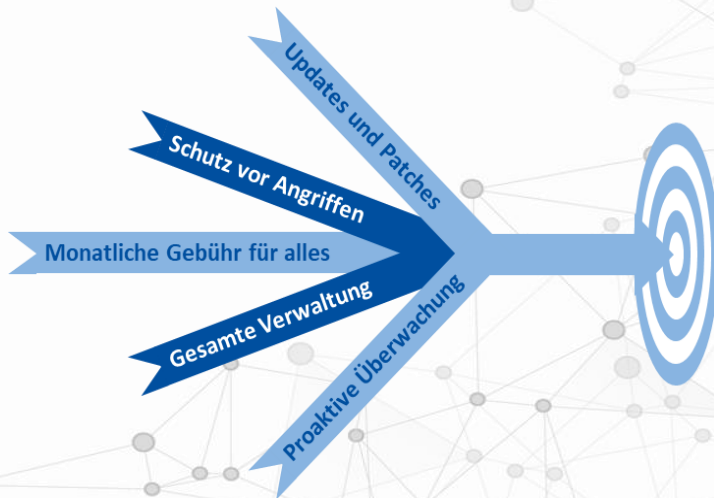 Updates und Patches
Schutz vor Angriffen
Monatliche Gebühr für alles
Gesamte Verwaltung
Proaktive Überwachung